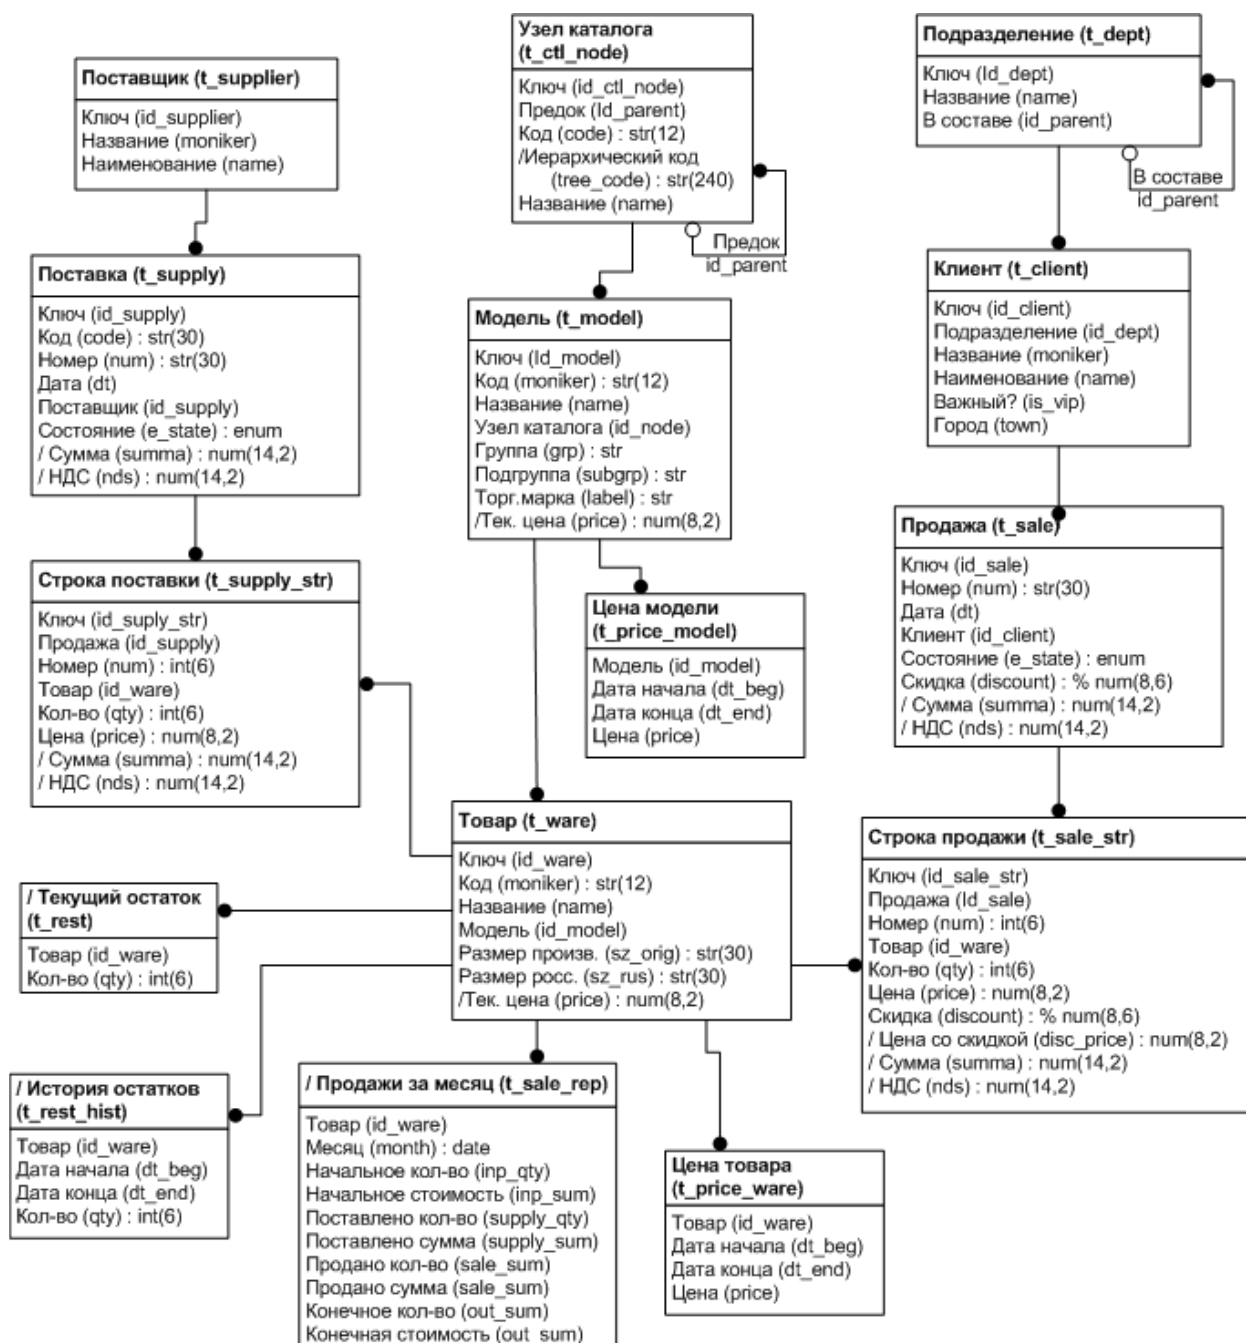 Поставщик (t_supplier)
Ключ (id_supplier)
Название (moniker)
Наименование (name)
Поставка (t_supply)
Ключ (id_supply)
Код (code) : str(30)
Номер (num) : str(30)
Дата (dt)
Поставщик (id_supply)
Состояние (e_state) : enum
/ Сумма (summa) : num(14,2)
/ НДС (nds) : num(14,2)
Строка поставки (t_supply_str)
Ключ (id_suply_str)
Продажа (id_supply)
Номер (num) : int(6)
Товар (id_ware)
Кол-во (qty) : int(6)
Цена (price) : num(8,2)
/ Сумма (summa) : num(14,2)
/ НДС (nds) : num(14,2)
/ Текущий остаток
(t_rest)
Товар (id_ware)
Кол-во (qty) : int(6)
/ История остатков
(t_rest_hist)
Товар (id_ware)
Дата начала (dt_beg)
Дата конца (dt_end)
Кол-во (qty) : int(6)
Узел каталога
(t_ctl_node)
Ключ (id_ctl_node)
Предок (Id_parent)
Код (code) : str(12)
/Иерархический код
(tree_code) : str(240)
Название (name)
Предок
id_parent
Модель (t_model)
Ключ (Id_model)
Код (moniker) : str(12)
Название (name)
Узел каталога (id_node)
Группа (grp) : str
Подгруппа (subgrp) : str
Торг.марка (label) : str
/Тек. цена (price) : num(8,2)
Цена модели
(t_price_model)
Модель (id_model)
Дата начала (dt_beg)
Дата конца (dt_end)
Цена (price)
Товар (t_ware)
Ключ (id_ware)
Код (moniker) : str(12)
Название (name)
Модель (id_model)
Размер произв. (sz_orig) : str(30)
Размер росс. (sz_rus) : str(30)
/Тек. цена (price) : num(8,2)
/ Продажи за месяц (t_sale_rep)
Товар (id_ware)
Месяц (month) : date
Начальное кол-во (inp_qty)
Начальное стоимость (inp_sum)
Поставлено кол-во (supply_qty)
Поставлено сумма (supply_sum)
Продано кол-во (sale_sum)
Продано сумма (sale_sum)
Конечное кол-во (out_sum)
Конечная стоимость (out_sum)
Цена товара
(t_price_ware)
Товар (id_ware)
Дата начала (dt_beg)
Дата конца (dt_end)
Цена (price)
Подразделение (t_dept)
Ключ (Id_dept)
Название (name)
В составе (id_parent)
В составе
id_parent
Клиент (t_client)
Ключ (id_client)
Подразделение (id_dept)
Название (moniker)
Наименование (name)
Важный? (is_vip)
Город (town)
Продажа (t_sale)
Ключ (id_sale)
Номер (num) : str(30)
Дата (dt)
Клиент (id_client)
Состояние (e_state) : enum
Скидка (discount) : % num(8,6)
/ Сумма (summa) : num(14,2)
/ НДС (nds) : num(14,2)
Строка продажи (t_sale_str)
Ключ (id_sale_str)
Продажа (Id_sale)
Номер (num) : int(6)
Товар (id_ware)
Кол-во (qty) : int(6)
Цена (price) : num(8,2)
Скидка (discount) : % num(8,6)
/ Цена со скидкой (disc_price) : num(8,2)
/ Сумма (summa) : num(14,2)
/ НДС (nds) : num(14,2)